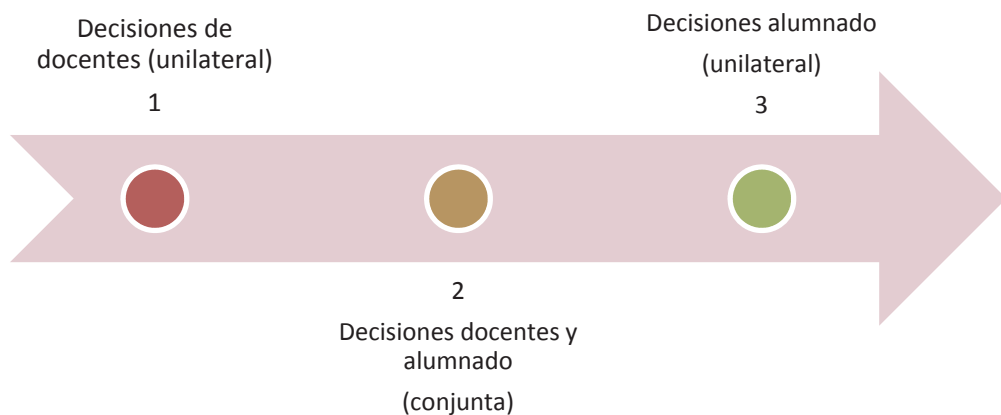 Decisiones de
docentes (unilateral)
1
2
Decisiones docentes y
alumnado
(conjunta)
Decisiones alumnado
(unilateral)
3